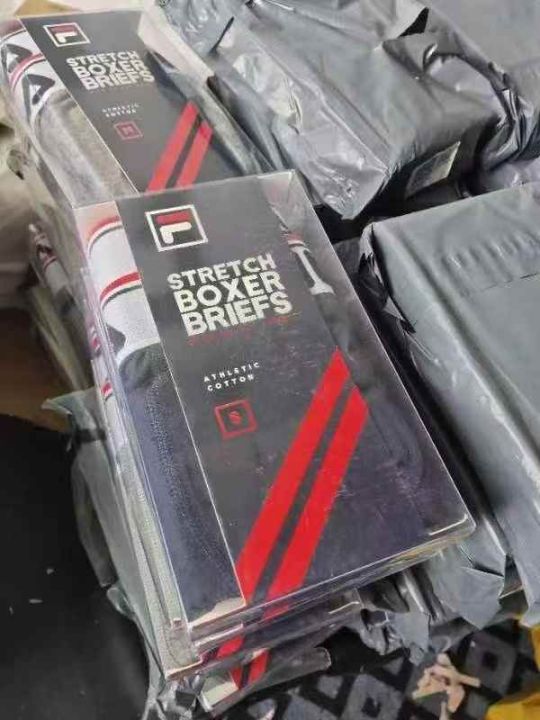 STRETCH
BOXER
BRIEFS
ATHLETIC
COTTON
M
STRETCH
BOXER
BRIEFS
ATHLETIC
COTTON
S